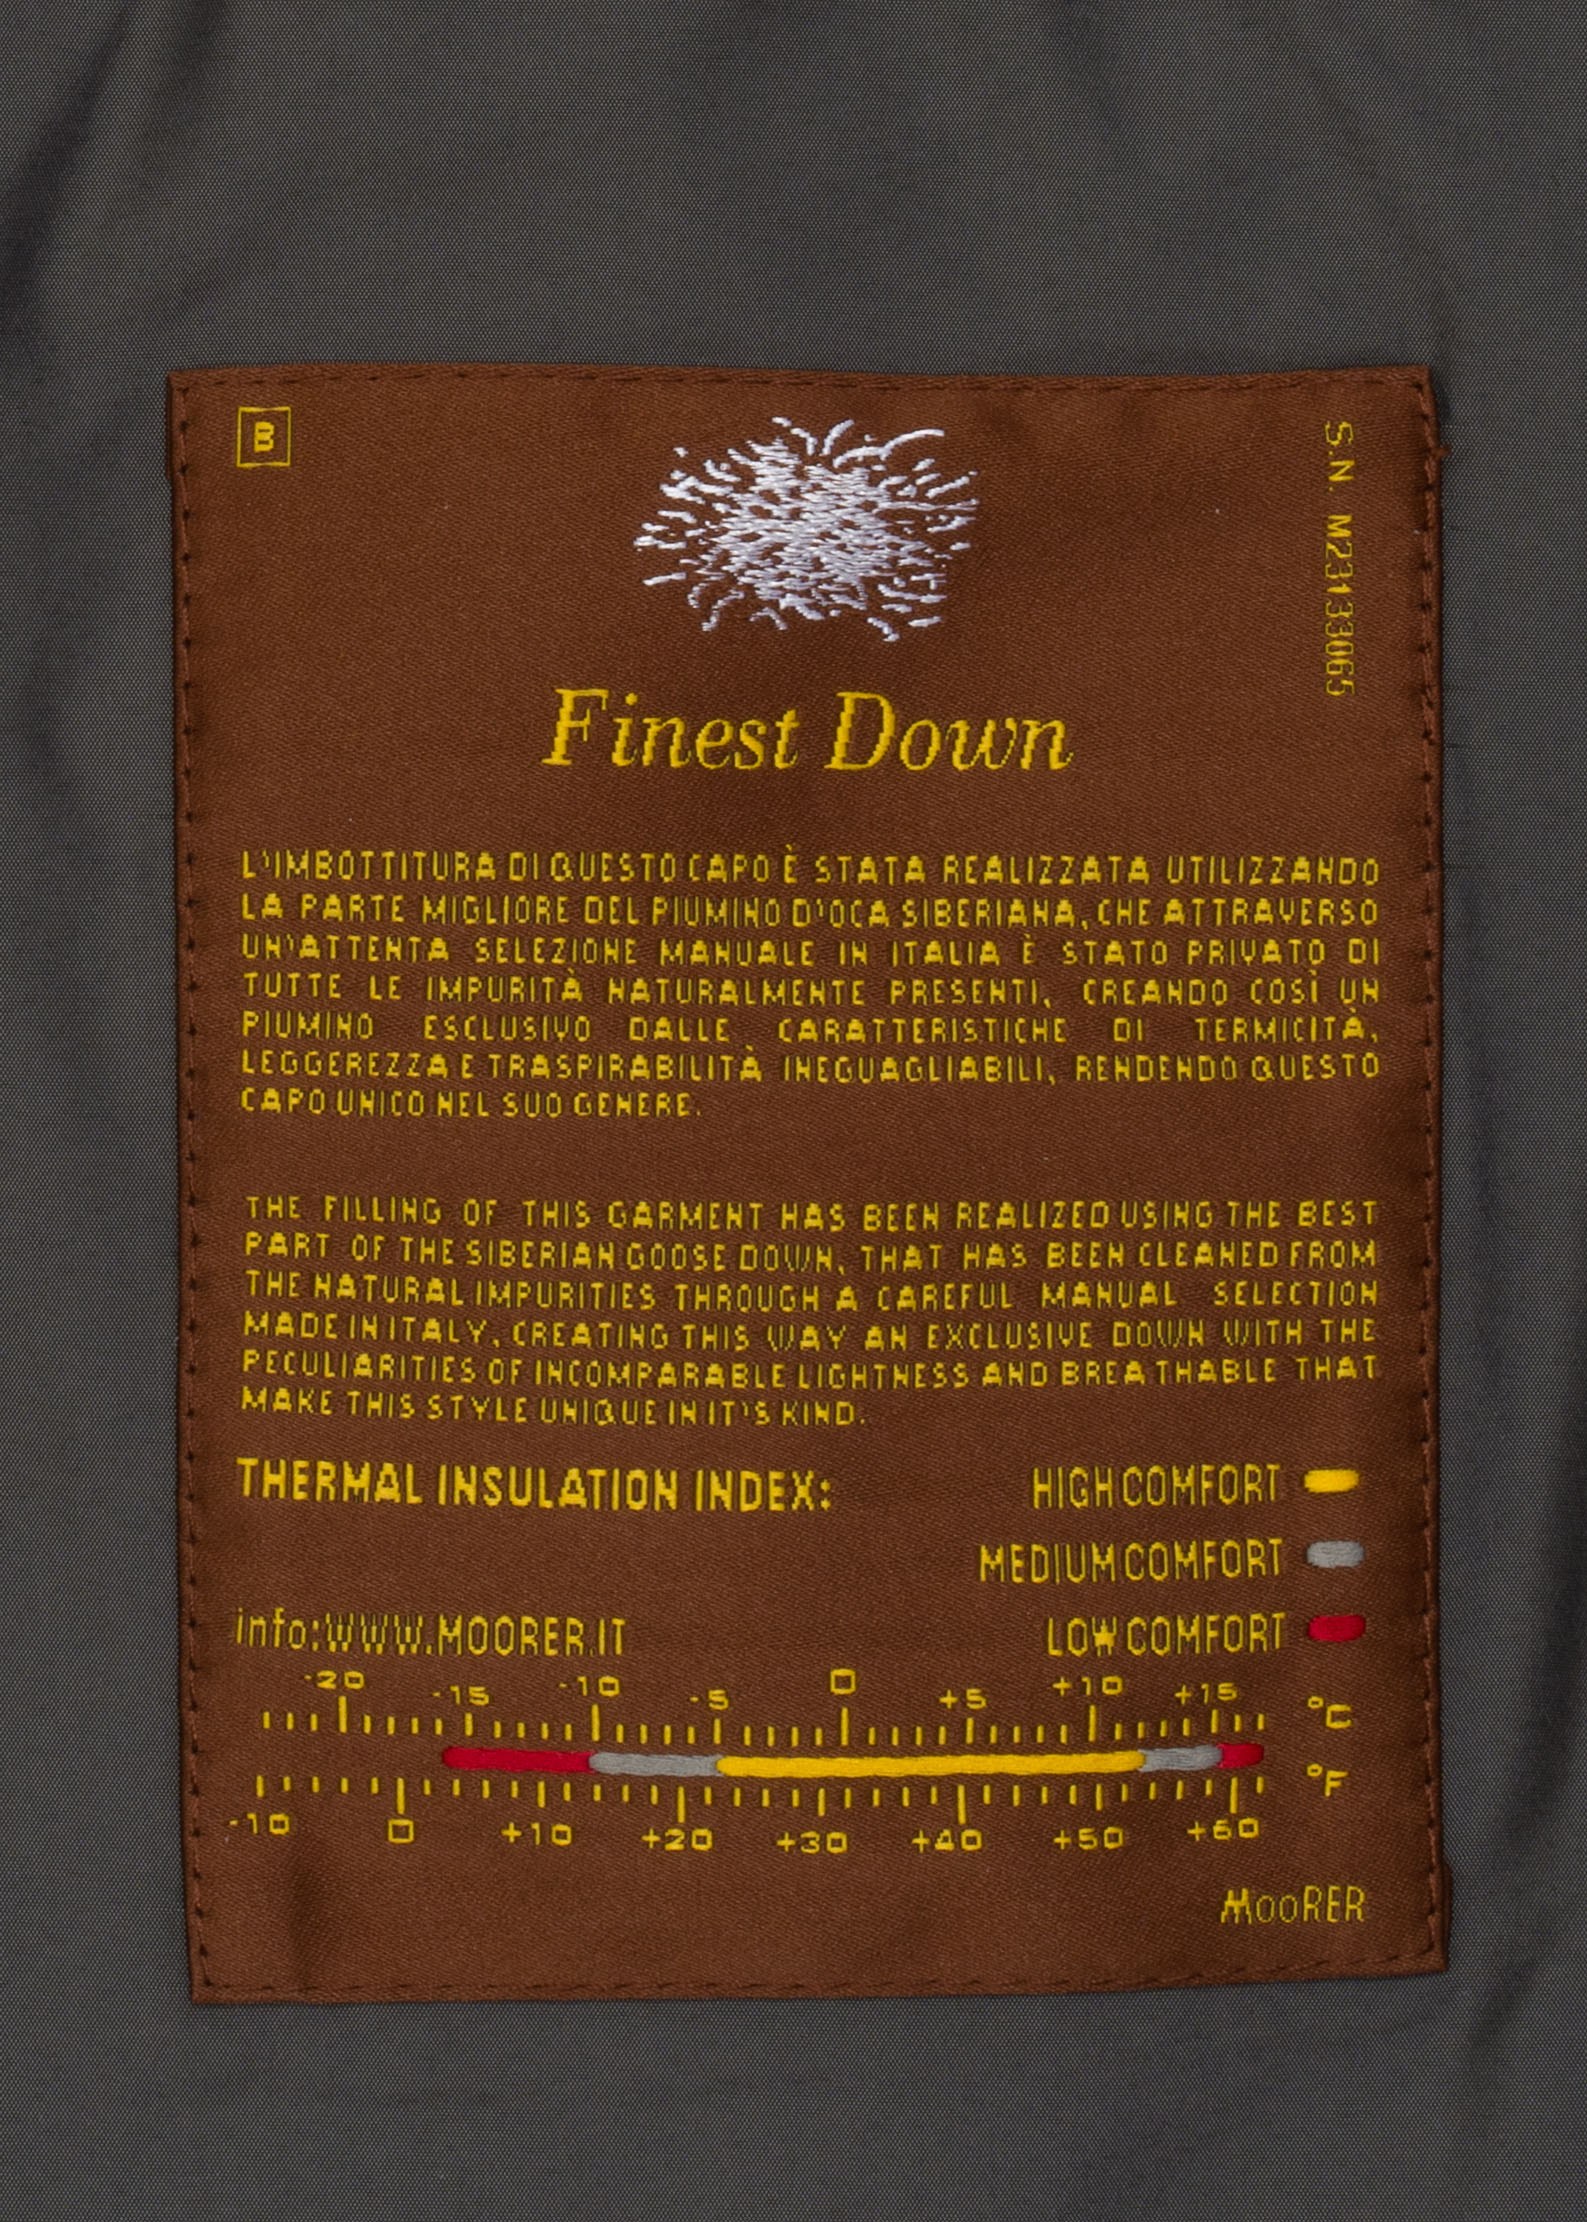 B
S.N. M23133065
Finest Down
L'IMBOTTITURA DI QUESTO CAPO È STATA REALIZZATA UTILIZZANDO
LA PARTE MIGLIORE DEL PIUMINO D'OCA SIBERIANA, CHE ATTRAVERSO
UN'ATTENTA SELEZIONE MANUALE IN ITALIA È STATO PRIVATO DI
TUTTE LE IMPURITÀ NATURALMENTE PRESENTI, CREANDO COSÌ UN
PIUMINO ESCLUSIVO DALLE CARATTERISTICHE DI TERMICITÀ,
LEGGEREZZA E TRASPIRABILITÀ INEGUAGLIABILI, RENDENDO QUESTO
CAPO UNICO NEL SUO GENERE.
THE FILLING OF THIS GARMENT HAS BEEN REALIZED USING THE BEST
PART OF THE SIBERIAN GOOSE DOWN, THAT HAS BEEN CLEANED FROM
THE NATURAL IMPURITIES THROUGH A CAREFUL MANUAL SELECTION
MADE IN ITALY, CREATING THIS WAY AN EXCLUSIVE DOWN WITH THE
PECULIARITIES OF INCOMPARABLE LIGHTNESS AND BREATHABLE THAT
MAKE THIS STYLE UNIQUE IN IT'S KIND.
THERMAL INSULATION INDEX: HIGH COMFORT
MEDIUM COMFORT
info:WWW.MOORER.IT LOW COMFORT
-20 -15 -10 -5 0 +5 +10 +15 °C
°F
-10 0 +10 +20 +30 +40 +50 +60
MOORER